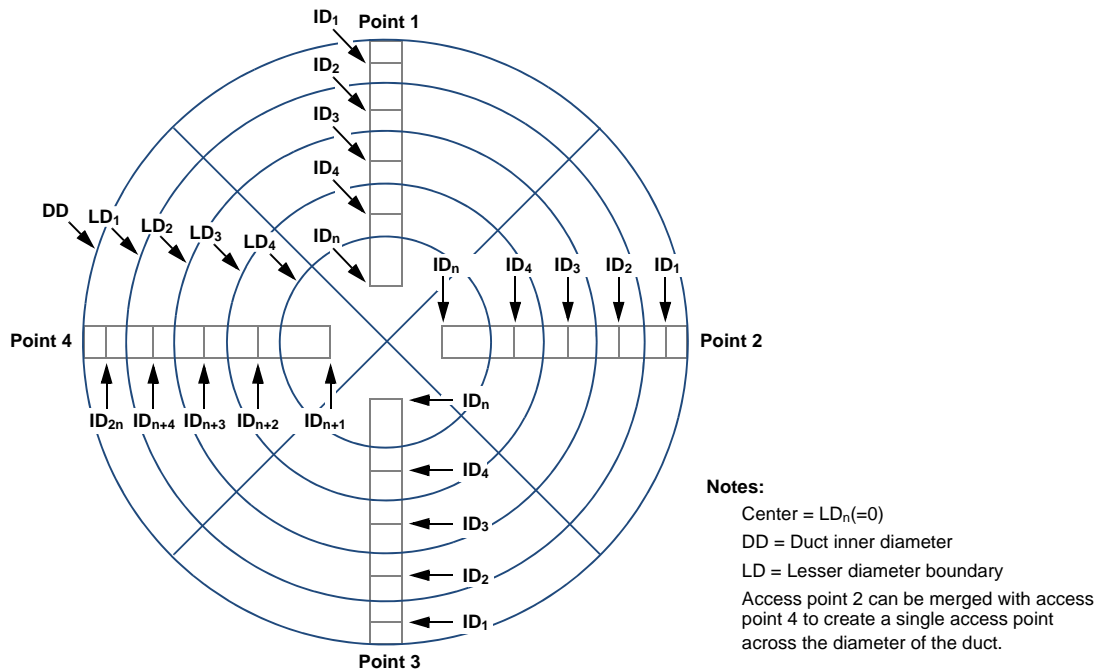 ID1
Point 1
ID2
ID3
ID4
IDn
DD
LD1
LD2
LD3
LD4
IDn
ID4
ID3
ID2
ID1
Point 4
Point 2
ID2n
IDn+4
IDn+3
IDn+2
IDn+1
IDn
ID4
ID3
ID2
ID1
Point 3
Notes:
Center = LDn(=0)
DD = Duct inner diameter
LD = Lesser diameter boundary
Access point 2 can be merged with access
point 4 to create a single access point
across the diameter of the duct.